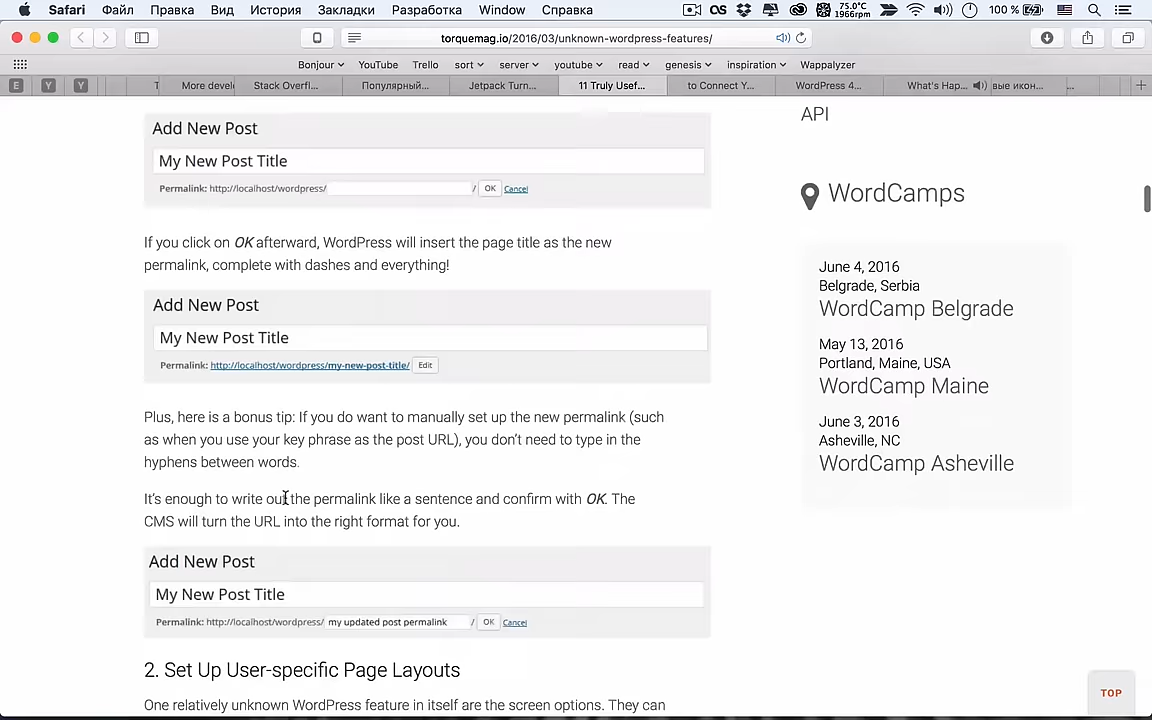 Safari Файл Правка Вид История Закладки Разработка Window Справка 75.0°C 1966rpm 100 %
torquemag.io/2016/03/unknown-wordpress-features/
Bonjour YouTube Trello sort server youtube read genesis inspiration Wappalyzer
E Y Y More devel Stack Overfl... Популярный... Jetpack Turn... 11 Truly Usef... to Connect Y... WordPress 4... What's Hap... вые икон...
Add New Post
My New Post Title
Permalink: http://localhost/wordpress/ / OK Cancel
If you click on OK afterward, WordPress will insert the page title as the new
permalink, complete with dashes and everything!
Add New Post
My New Post Title
Permalink: http://localhost/wordpress/my-new-post-title/ Edit
Plus, here is a bonus tip: If you do want to manually set up the new permalink (such
as when you use your key phrase as the post URL), you don't need to type in the
hyphens between words.
It's enough to write out the permalink like a sentence and confirm with OK. The
CMS will turn the URL into the right format for you.
Add New Post
My New Post Title
Permalink: http://localhost/wordpress/ my updated post permalink / OK Cancel
2. Set Up User-specific Page Layouts
One relatively unknown WordPress feature in itself are the screen options. They can
API
WordCamps
June 4, 2016
Belgrade, Serbia
WordCamp Belgrade
May 13, 2016
Portland, Maine, USA
WordCamp Maine
June 3, 2016
Asheville, NC
WordCamp Asheville
TOP